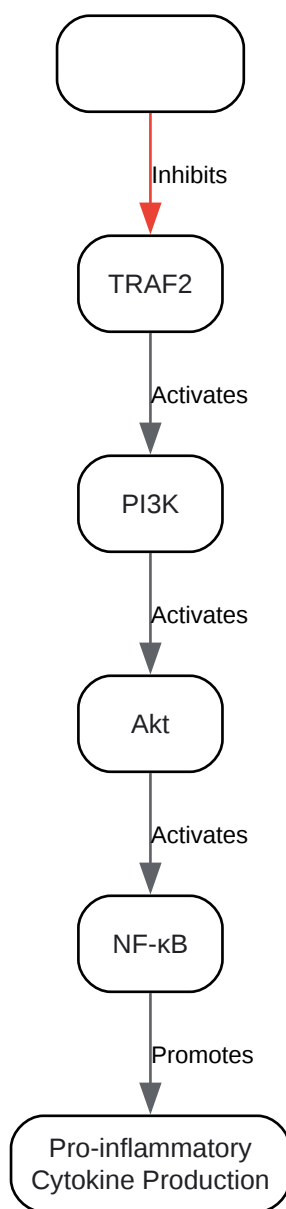 Inhibits
TRAF2
Activates
PI3K
Activates
Akt
Activates
NF-κB
Promotes
Pro-inflammatory
Cytokine Production